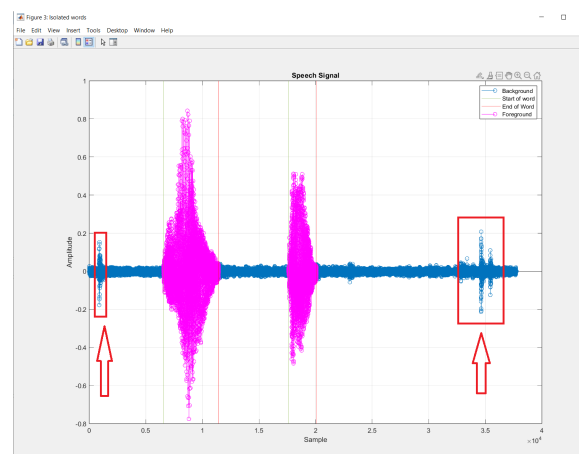 Figure 3: Isolated words
File Edit View Insert Tools Desktop Window Help
Speech Signal
Background
Start of word
End of Word
Foreground
1
0.8
0.6
0.4
0.2
0
-0.2
-0.4
-0.6
-0.8
Amplitude
0 0.5 1 1.5 2 2.5 3 3.5 4
Sample
×10⁴